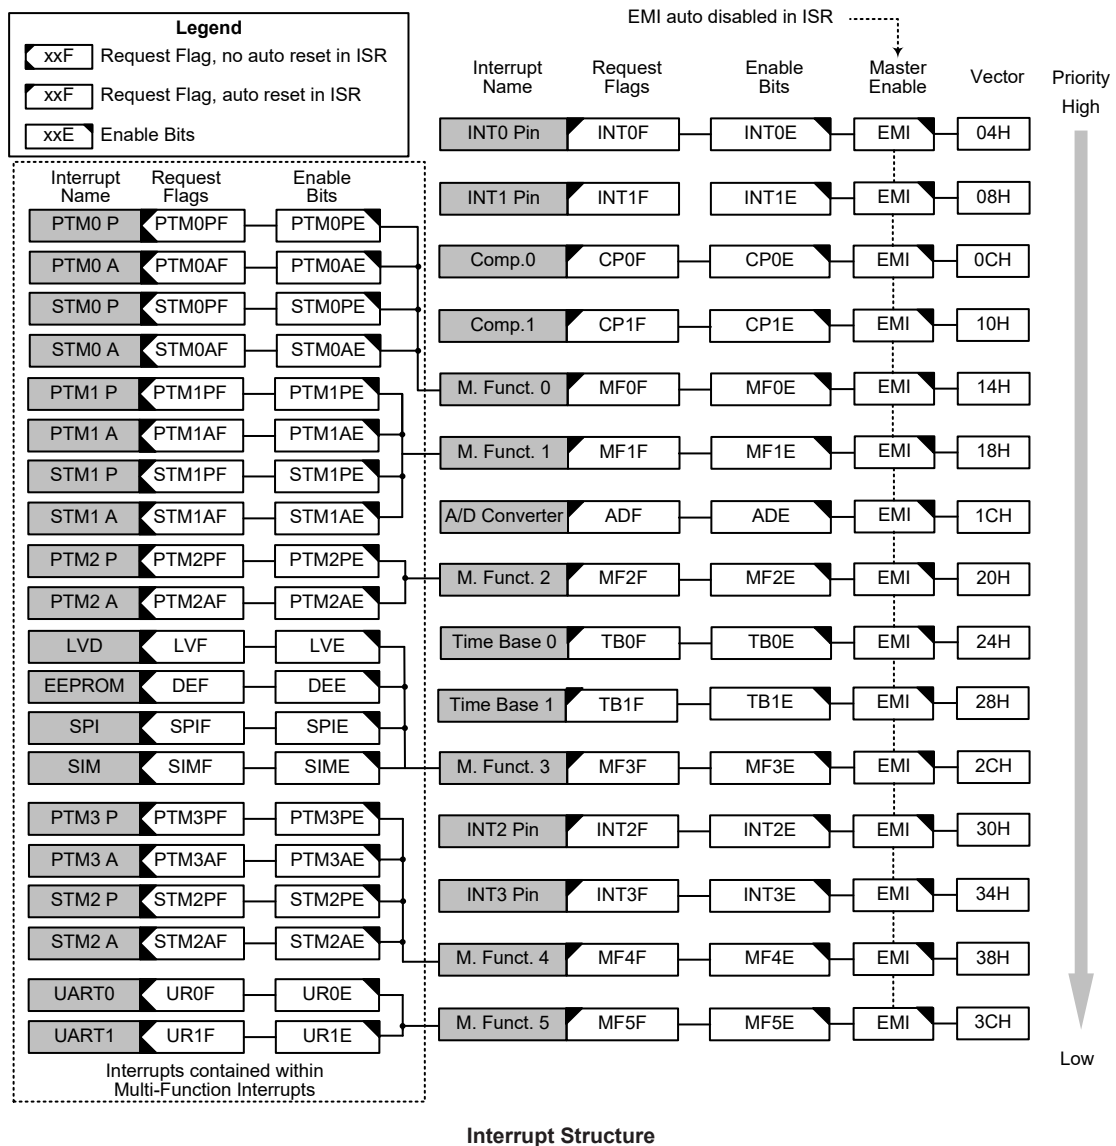 Legend
xxF Request Flag, no auto reset in ISR
xxF Request Flag, auto reset in ISR
xxE Enable Bits
EMI auto disabled in ISR
Interrupt Name Request Flags Enable Bits Master Enable Vector Priority
High
INT0 Pin INT0F INT0E EMI 04H
INT1 Pin INT1F INT1E EMI 08H
Comp.0 CP0F CP0E EMI 0CH
Comp.1 CP1F CP1E EMI 10H
M. Funct. 0 MF0F MF0E EMI 14H
M. Funct. 1 MF1F MF1E EMI 18H
A/D Converter ADF ADE EMI 1CH
M. Funct. 2 MF2F MF2E EMI 20H
Time Base 0 TB0F TB0E EMI 24H
Time Base 1 TB1F TB1E EMI 28H
M. Funct. 3 MF3F MF3E EMI 2CH
INT2 Pin INT2F INT2E EMI 30H
INT3 Pin INT3F INT3E EMI 34H
M. Funct. 4 MF4F MF4E EMI 38H
M. Funct. 5 MF5F MF5E EMI 3CH
Low
Interrupt Name Request Flags Enable Bits
PTM0 P PTM0PF PTM0PE
PTM0 A PTM0AF PTM0AE
STM0 P STM0PF STM0PE
STM0 A STM0AF STM0AE
PTM1 P PTM1PF PTM1PE
PTM1 A PTM1AF PTM1AE
STM1 P STM1PF STM1PE
STM1 A STM1AF STM1AE
PTM2 P PTM2PF PTM2PE
PTM2 A PTM2AF PTM2AE
LVD LVF LVE
EEPROM DEF DEE
SPI SPIF SPIE
SIM SIMF SIME
PTM3 P PTM3PF PTM3PE
PTM3 A PTM3AF PTM3AE
STM2 P STM2PF STM2PE
STM2 A STM2AF STM2AE
UART0 UR0F UR0E
UART1 UR1F UR1E
Interrupts contained within
Multi-Function Interrupts
Interrupt Structure